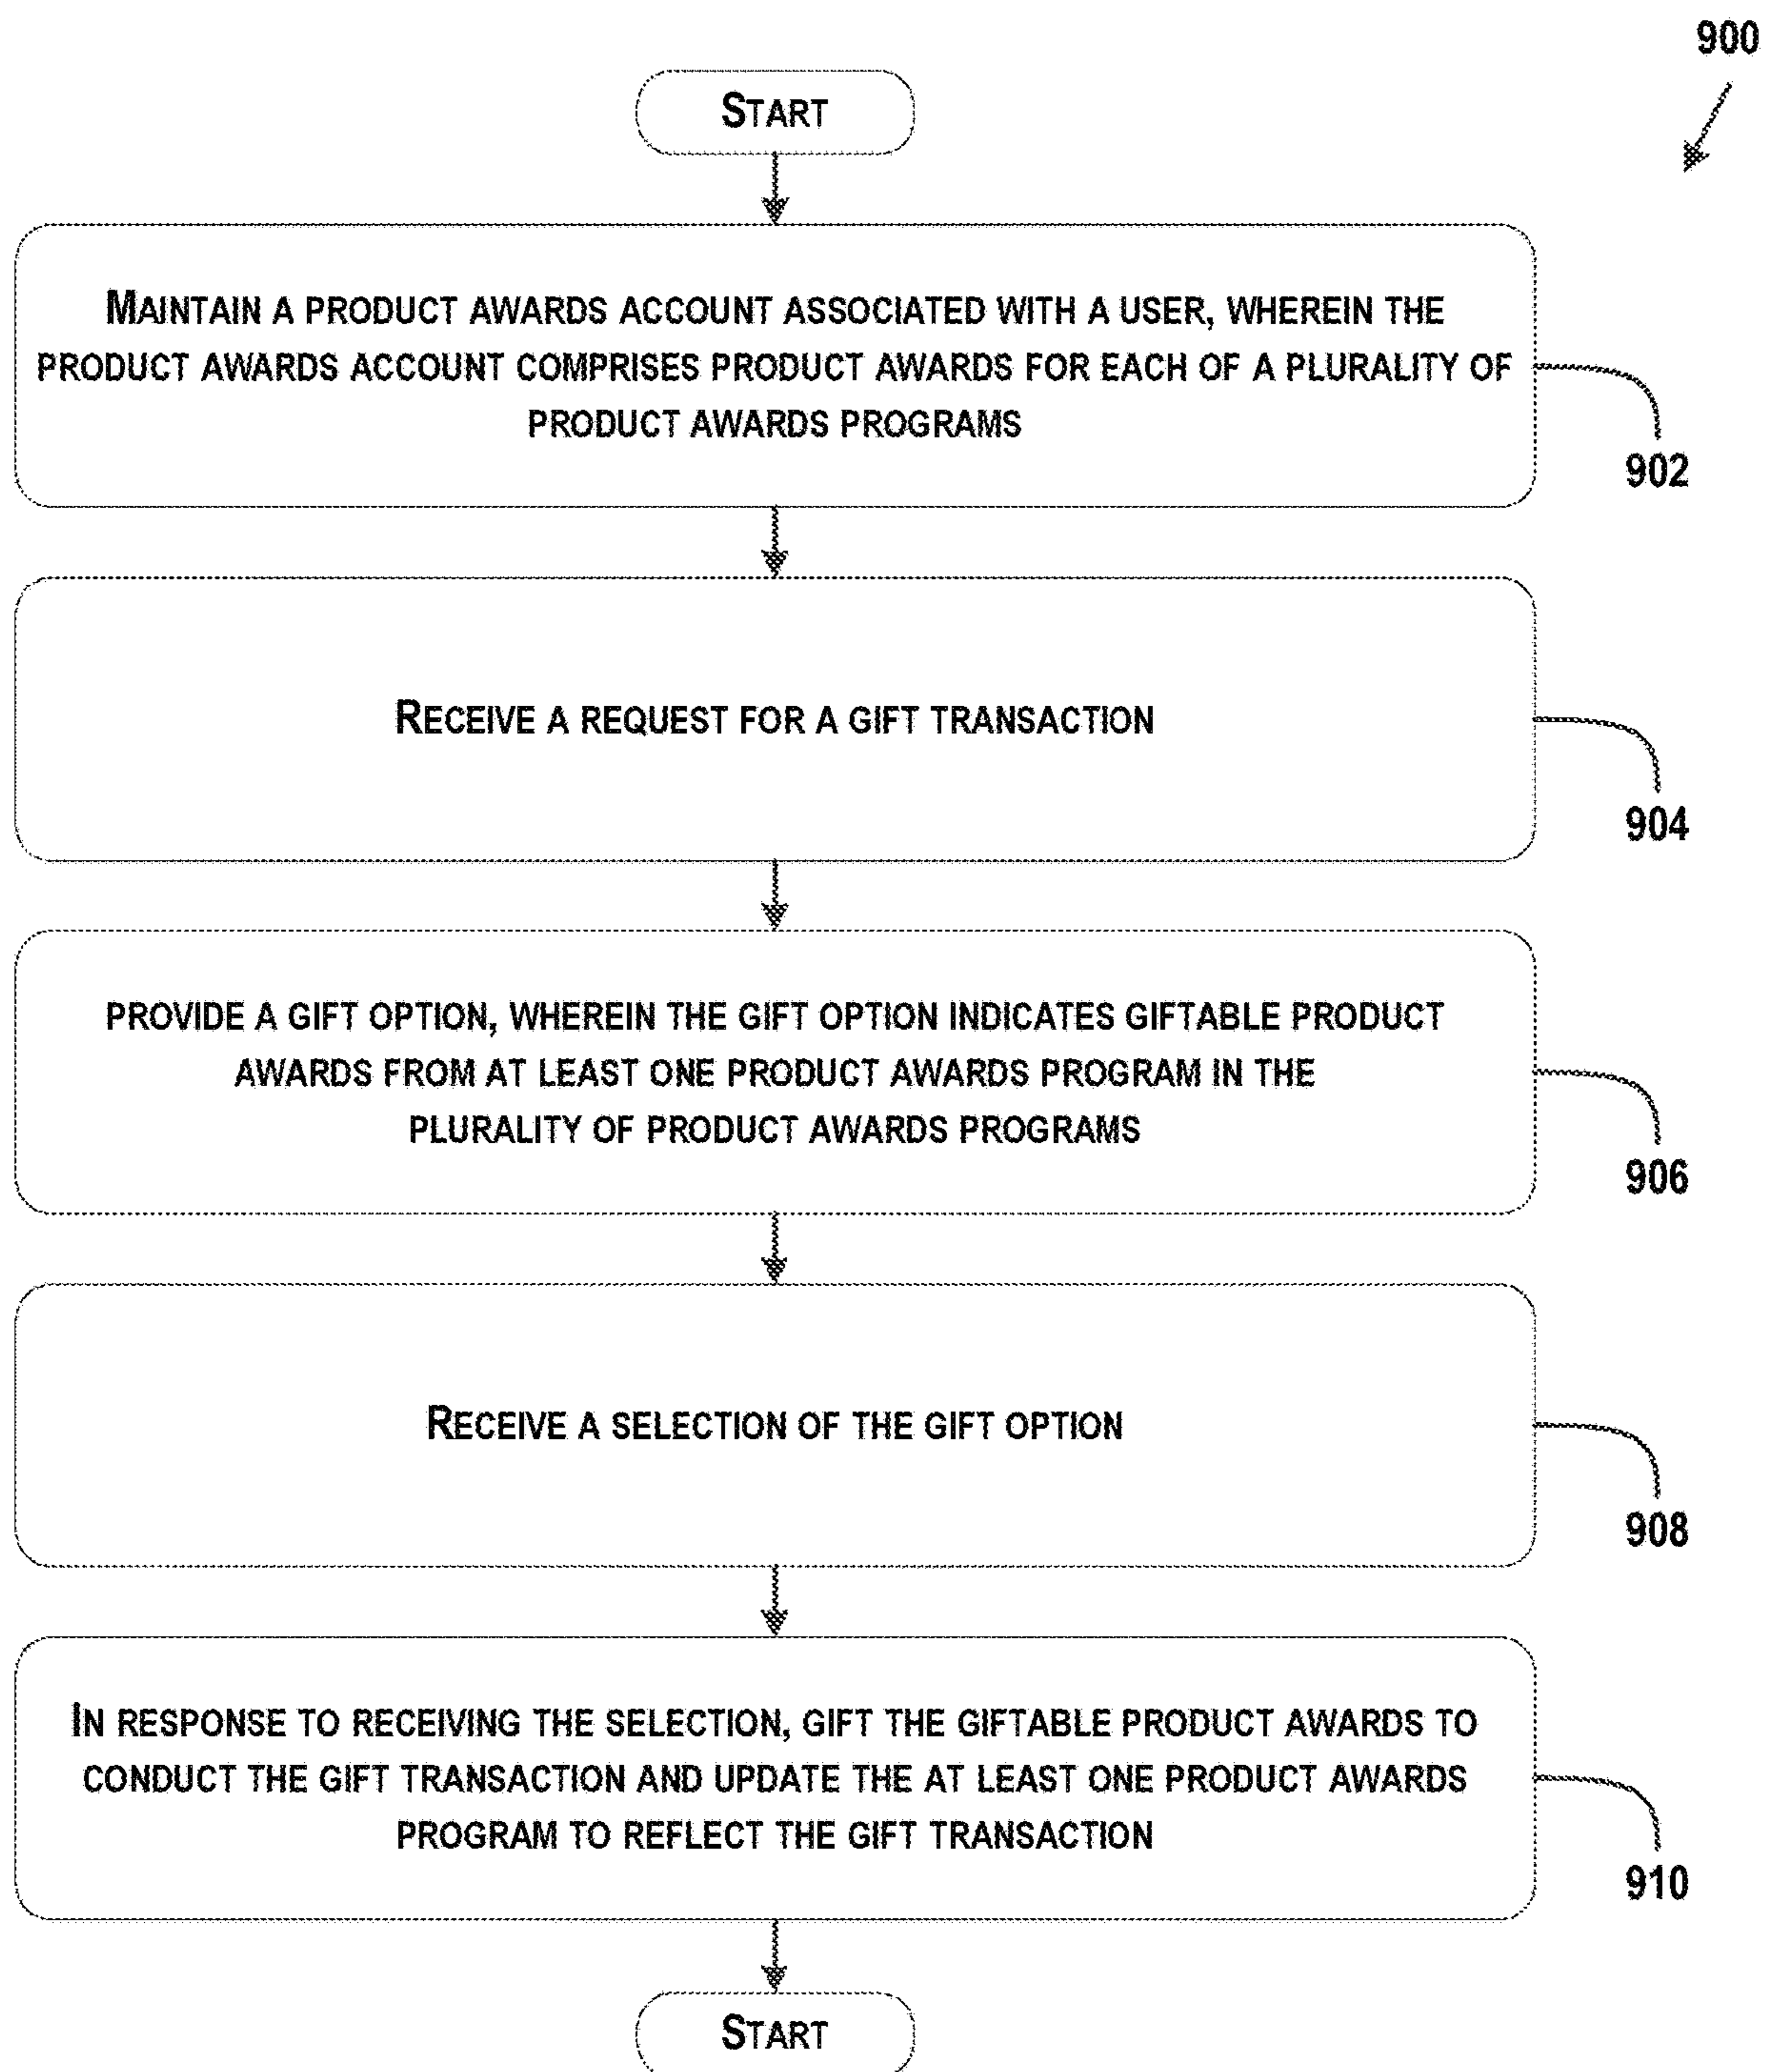 900
START
MAINTAIN A PRODUCT AWARDS ACCOUNT ASSOCIATED WITH A USER, WHEREIN THE
PRODUCT AWARDS ACCOUNT COMPRISES PRODUCT AWARDS FOR EACH OF A PLURALITY OF
PRODUCT AWARDS PROGRAMS
902
RECEIVE A REQUEST FOR A GIFT TRANSACTION
904
PROVIDE A GIFT OPTION, WHEREIN THE GIFT OPTION INDICATES GIFTABLE PRODUCT
AWARDS FROM AT LEAST ONE PRODUCT AWARDS PROGRAM IN THE
PLURALITY OF PRODUCT AWARDS PROGRAMS
906
RECEIVE A SELECTION OF THE GIFT OPTION
908
IN RESPONSE TO RECEIVING THE SELECTION, GIFT THE GIFTABLE PRODUCT AWARDS TO
CONDUCT THE GIFT TRANSACTION AND UPDATE THE AT LEAST ONE PRODUCT AWARDS
PROGRAM TO REFLECT THE GIFT TRANSACTION
910
START